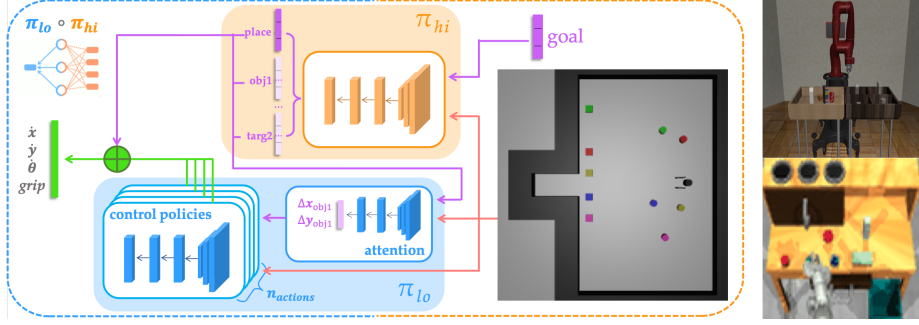 π_lo ∘ π_hi
place
obj1
...
...
targ2
π_hi
goal
ẋ
ẏ
θ̇
grip
control policies
n_actions
Δx_obj1
Δy_obj1
attention
π_lo